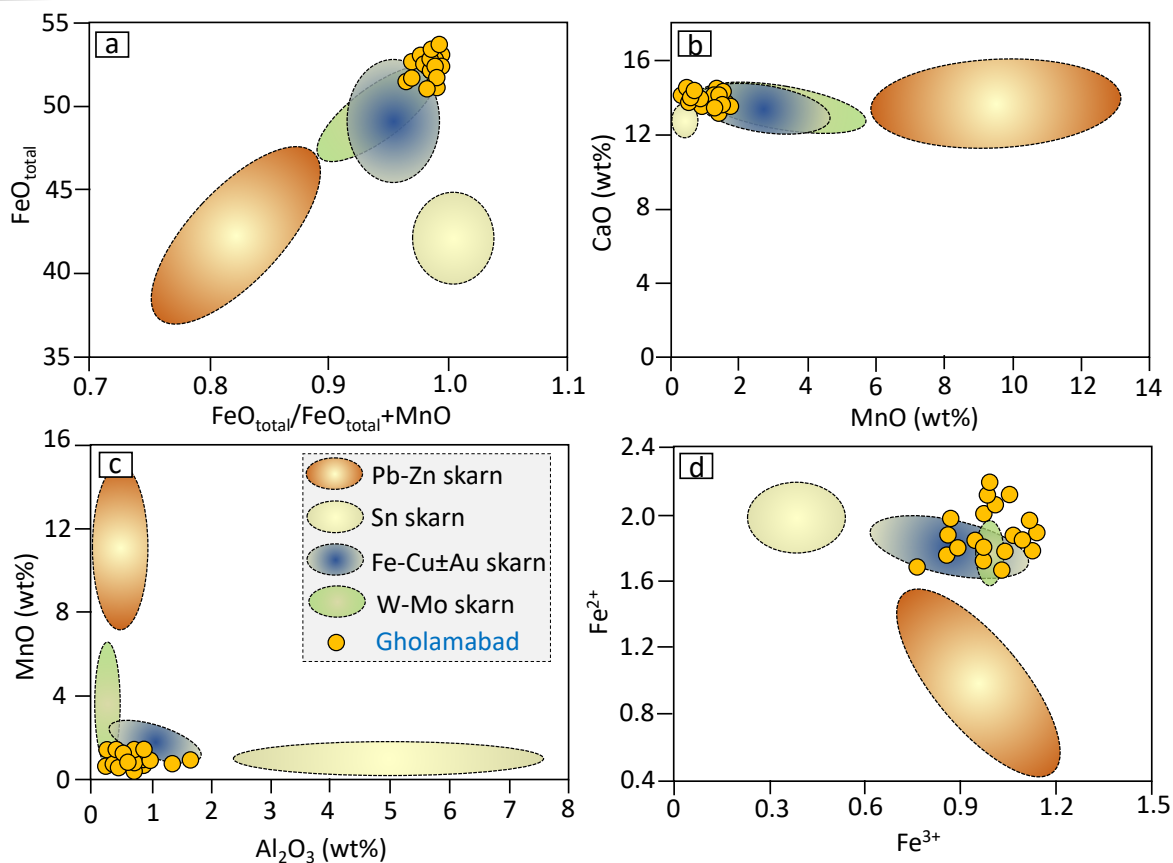 a
55
50
45
40
35
FeO_total
0.7 0.8 0.9 1.0 1.1
FeO_total/FeO_total+MnO
b
16
12
8
4
0
CaO (wt%)
0 2 4 6 8 10 12 14
MnO (wt%)
c
16
12
8
4
0
MnO (wt%)
0 1 2 3 4 5 6 7 8
Al₂O₃ (wt%)
Pb-Zn skarn
Sn skarn
Fe-Cu±Au skarn
W-Mo skarn
Gholamabad
d
2.4
2.0
1.6
1.2
0.8
0.4
Fe²⁺
0 0.3 0.6 0.9 1.2 1.5
Fe³⁺